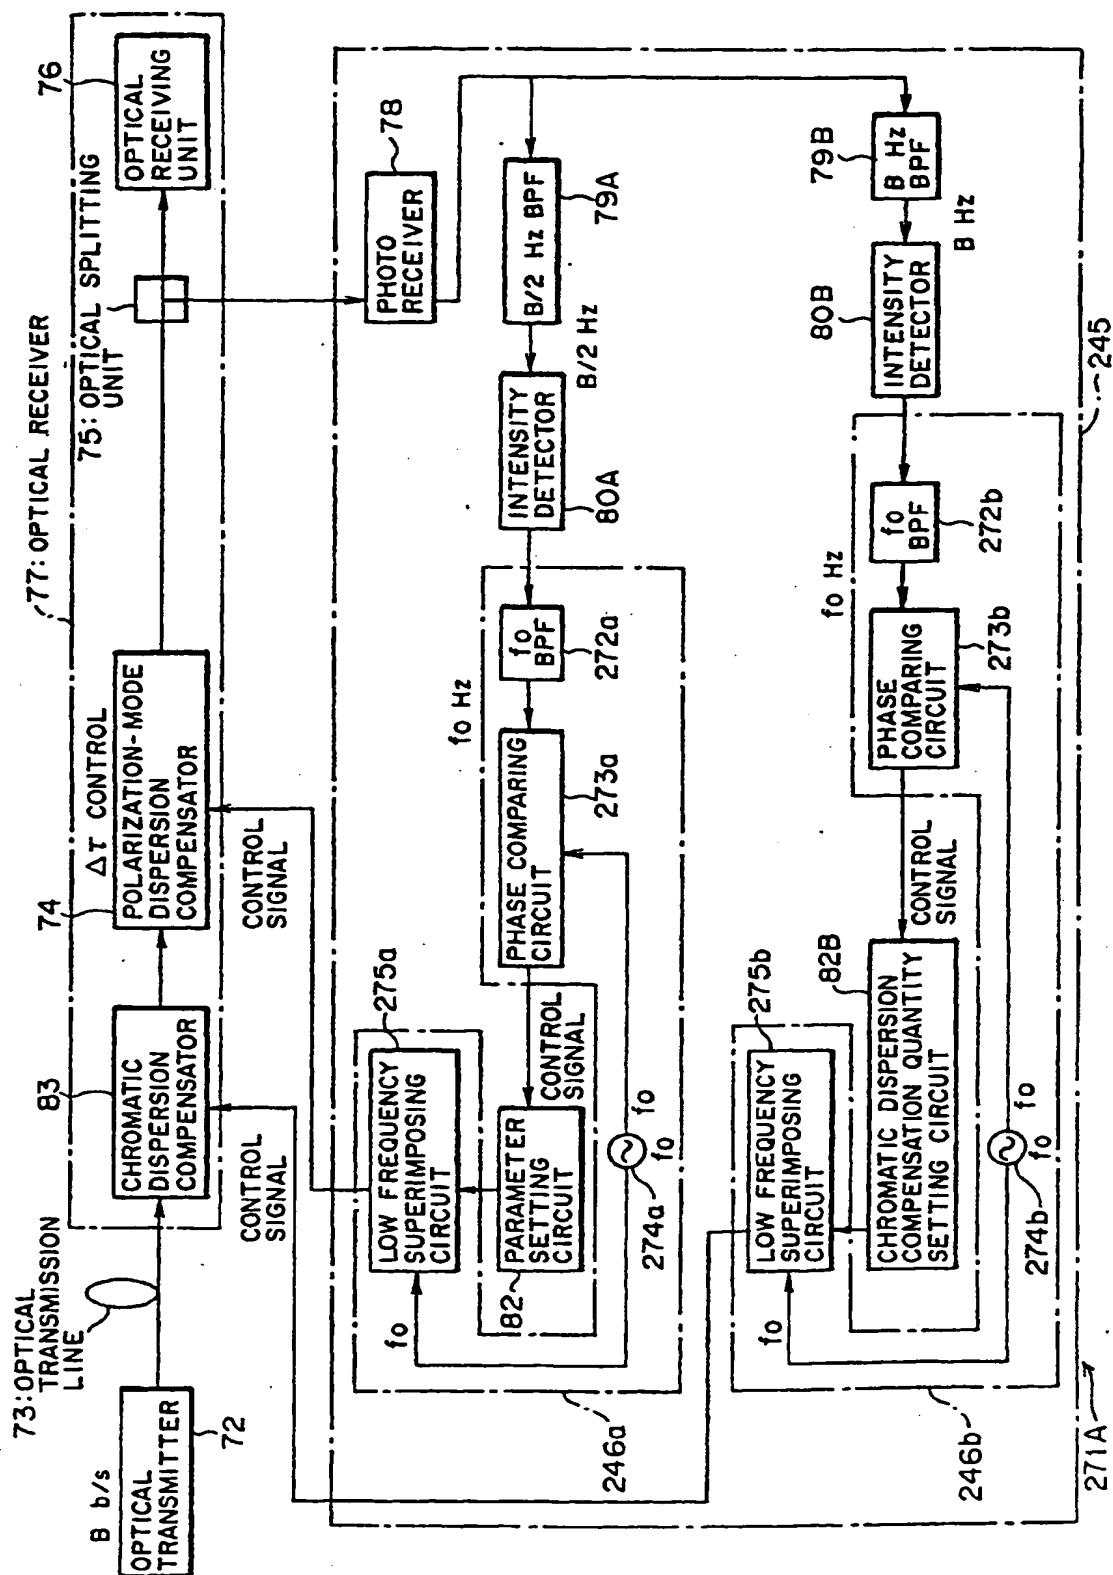 B b/s
OPTICAL
TRANSMITTER
72
73: OPTICAL
TRANSMISSION
LINE
77: OPTICAL RECEIVER
83
CHROMATIC
DISPERSION
COMPENSATOR
CONTROL
SIGNAL
74
Δτ CONTROL
POLARIZATION-MODE
DISPERSION
COMPENSATOR
CONTROL
SIGNAL
75: OPTICAL SPLITTING
UNIT
76
OPTICAL
RECEIVING
UNIT
78
PHOTO
RECEIVER
B/2 Hz BPF
79A
B/2 Hz
INTENSITY
DETECTOR
80A
fo Hz
fo
BPF
272a
PHASE COMPARING
CIRCUIT
273a
CONTROL
SIGNAL
275a
LOW FREQUENCY
SUPERIMPOSING
CIRCUIT
182
PARAMETER
SETTING
CIRCUIT
fo
fo
fo
274a
246a
79B
B Hz
BPF
B Hz
80B
INTENSITY
DETECTOR
fo Hz
fo
BPF
272b
PHASE
COMPARING
CIRCUIT
273b
CONTROL
SIGNAL
82B
CHROMATIC DISPERSION
COMPENSATION QUANTITY
SETTING CIRCUIT
275b
LOW FREQUENCY
SUPERIMPOSING
CIRCUIT
fo
fo
fo
274b
246b
245
271A